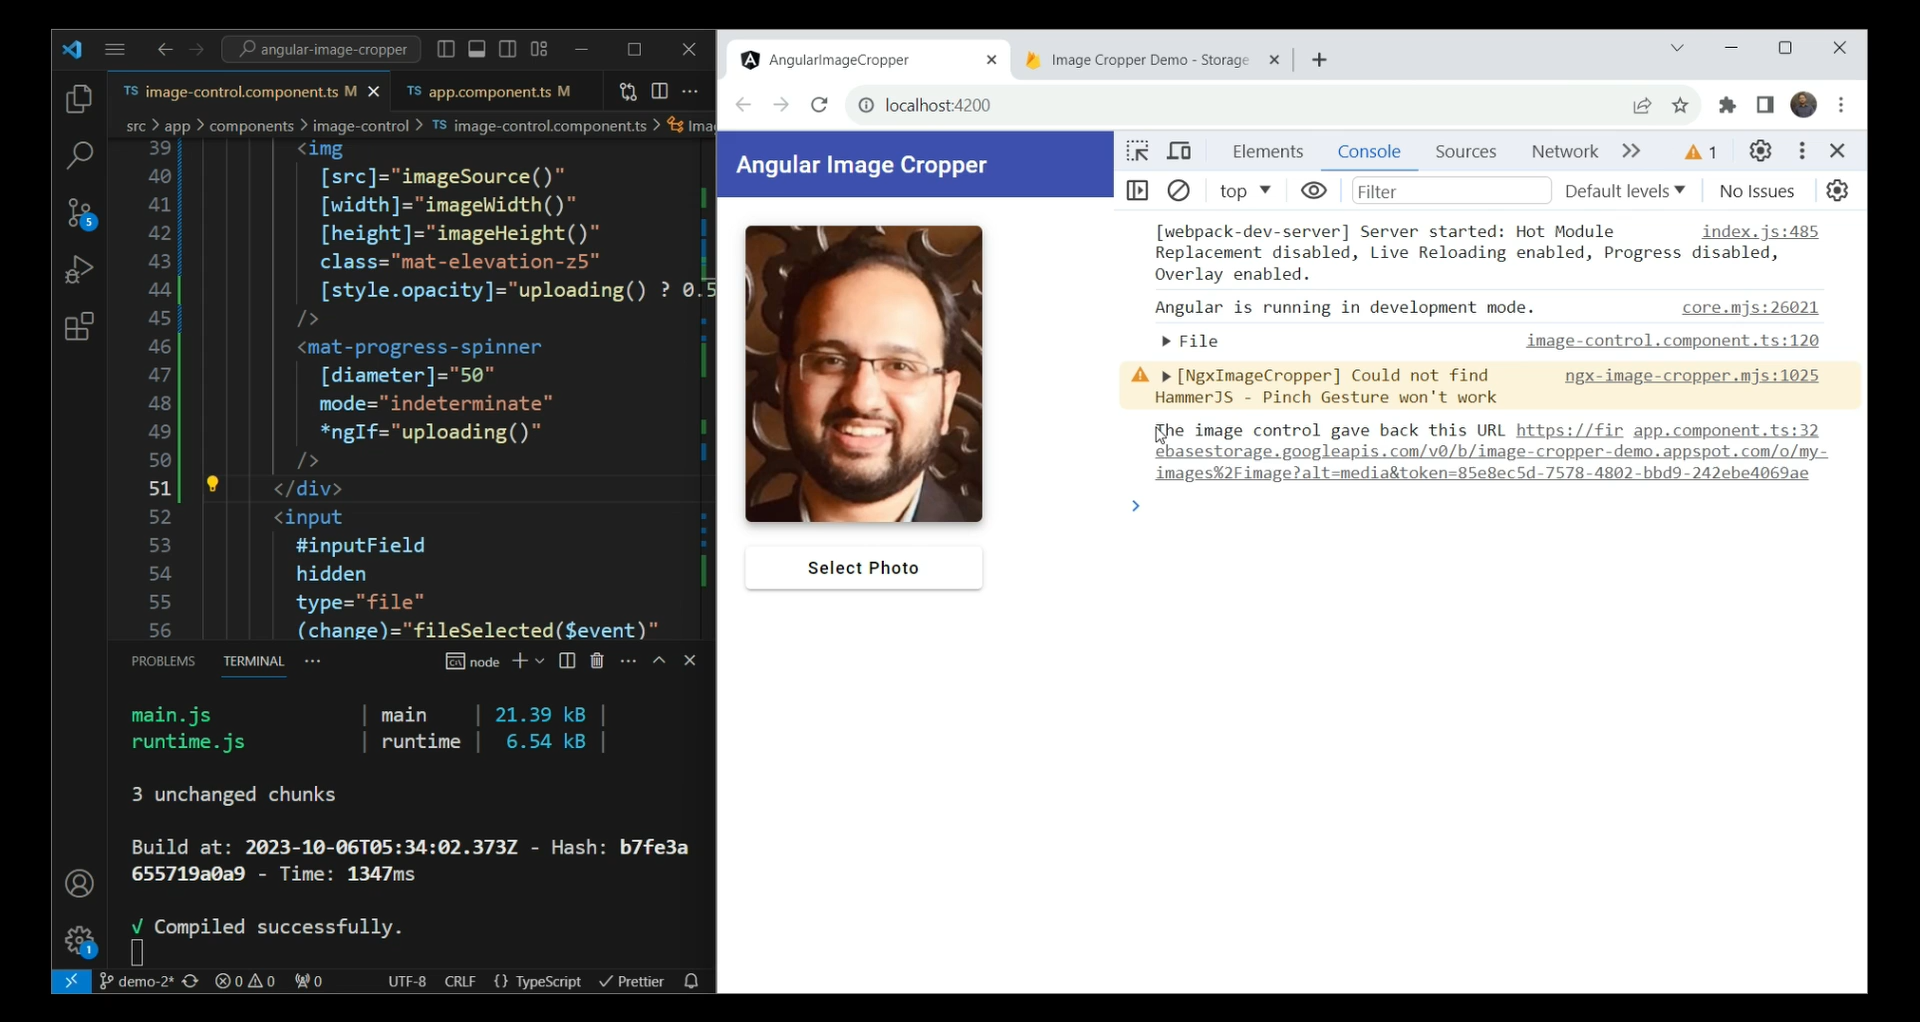 angular-image-cropper
TS image-control.component.ts M
TS app.component.ts M
src > app > components > image-control > TS image-control.component.ts >
39 <img
40 [src]="imageSource()"
41 [width]="imageWidth()"
42 [height]="imageHeight()"
43 class="mat-elevation-z5"
44 [style.opacity]="uploading() ? 0.5
45 />
46 <mat-progress-spinner
47 [diameter]="50"
48 mode="indeterminate"
49 *ngIf="uploading()"
50 />
51 </div>
52 <input
53 #inputField
54 hidden
55 type="file"
56 (change)="fileSelected($event)"
5
1
PROBLEMS TERMINAL ··· node
main.js | main | 21.39 kB |
runtime.js | runtime | 6.54 kB |
3 unchanged chunks
Build at: 2023-10-06T05:34:02.373Z - Hash: b7fe3a
655719a0a9 - Time: 1347ms
√ Compiled successfully.
demo-2* 0 0 0 UTF-8 CRLF {} TypeScript Prettier
AngularImageCropper
Image Cropper Demo - Storage
localhost:4200
Angular Image Cropper
Select Photo
Elements Console Sources Network >> 1
top Filter Default levels No Issues
[webpack-dev-server] Server started: Hot Module index.js:485
Replacement disabled, Live Reloading enabled, Progress disabled,
Overlay enabled.
Angular is running in development mode. core.mjs:26021
File image-control.component.ts:120
[NgxImageCropper] Could not find ngx-image-cropper.mjs:1025
HammerJS - Pinch Gesture won't work
The image control gave back this URL https://fir app.component.ts:32
ebasestorage.googleapis.com/v0/b/image-cropper-demo.appspot.com/o/my-
images%2Fimage?alt=media&token=85e8ec5d-7578-4802-bbd9-242ebe4069ae